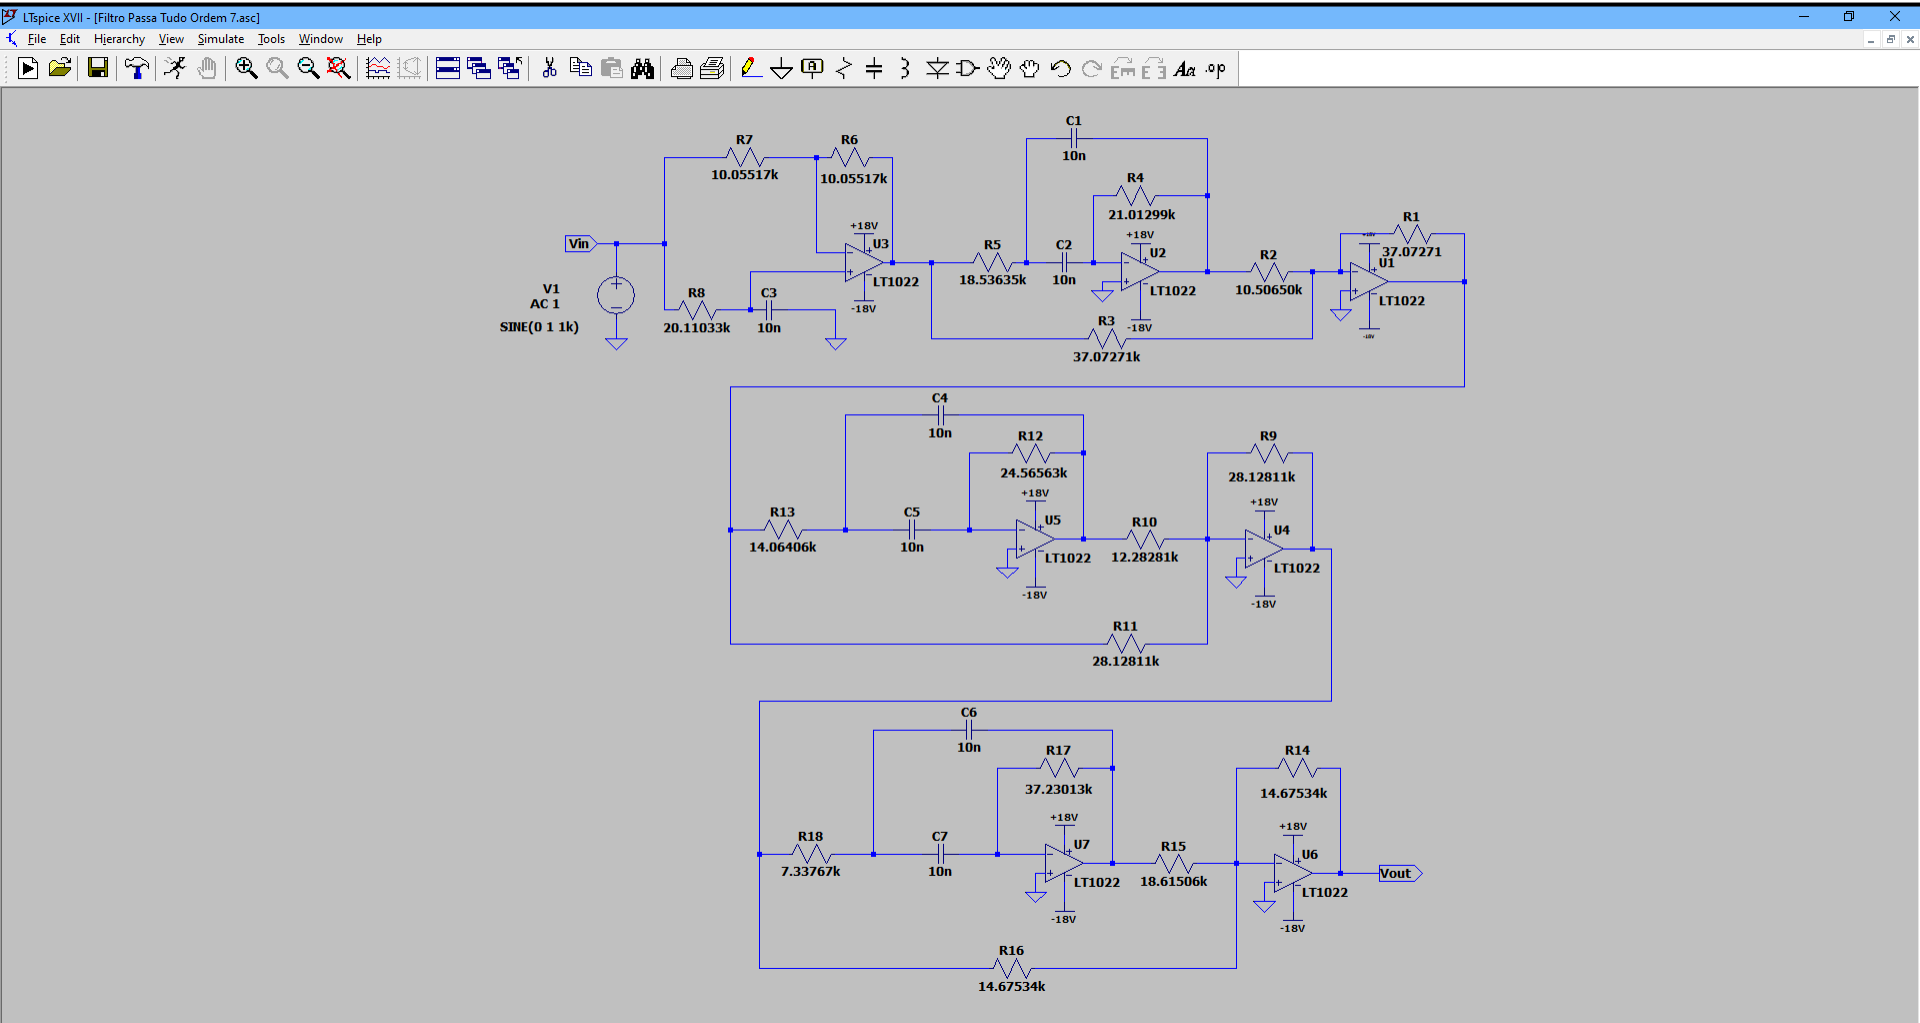 LTspice XVII - [Filtro Passa Tudo Ordem 7.asc]
File Edit Hierarchy View Simulate Tools Window Help
A
Aa .op
C1
10n
R7
10.05517k
R6
10.05517k
R4
21.01299k
+18V
U3
LT1022
-18V
Vin
V1
AC 1
SINE(0 1 1k)
R8
20.11033k
C3
10n
R5
18.53635k
C2
10n
+18V
U2
LT1022
-18V
R2
10.50650k
R3
37.07271k
R1
37.07271
+18V
U1
LT1022
-18V
C4
10n
R12
24.56563k
R13
14.06406k
C5
10n
+18V
U5
LT1022
-18V
R10
12.28281k
R9
28.12811k
+18V
U4
LT1022
-18V
R11
28.12811k
C6
10n
R17
37.23013k
R18
7.33767k
C7
10n
+18V
U7
LT1022
-18V
R15
18.61506k
R14
14.67534k
+18V
U6
LT1022
-18V
Vout
R16
14.67534k